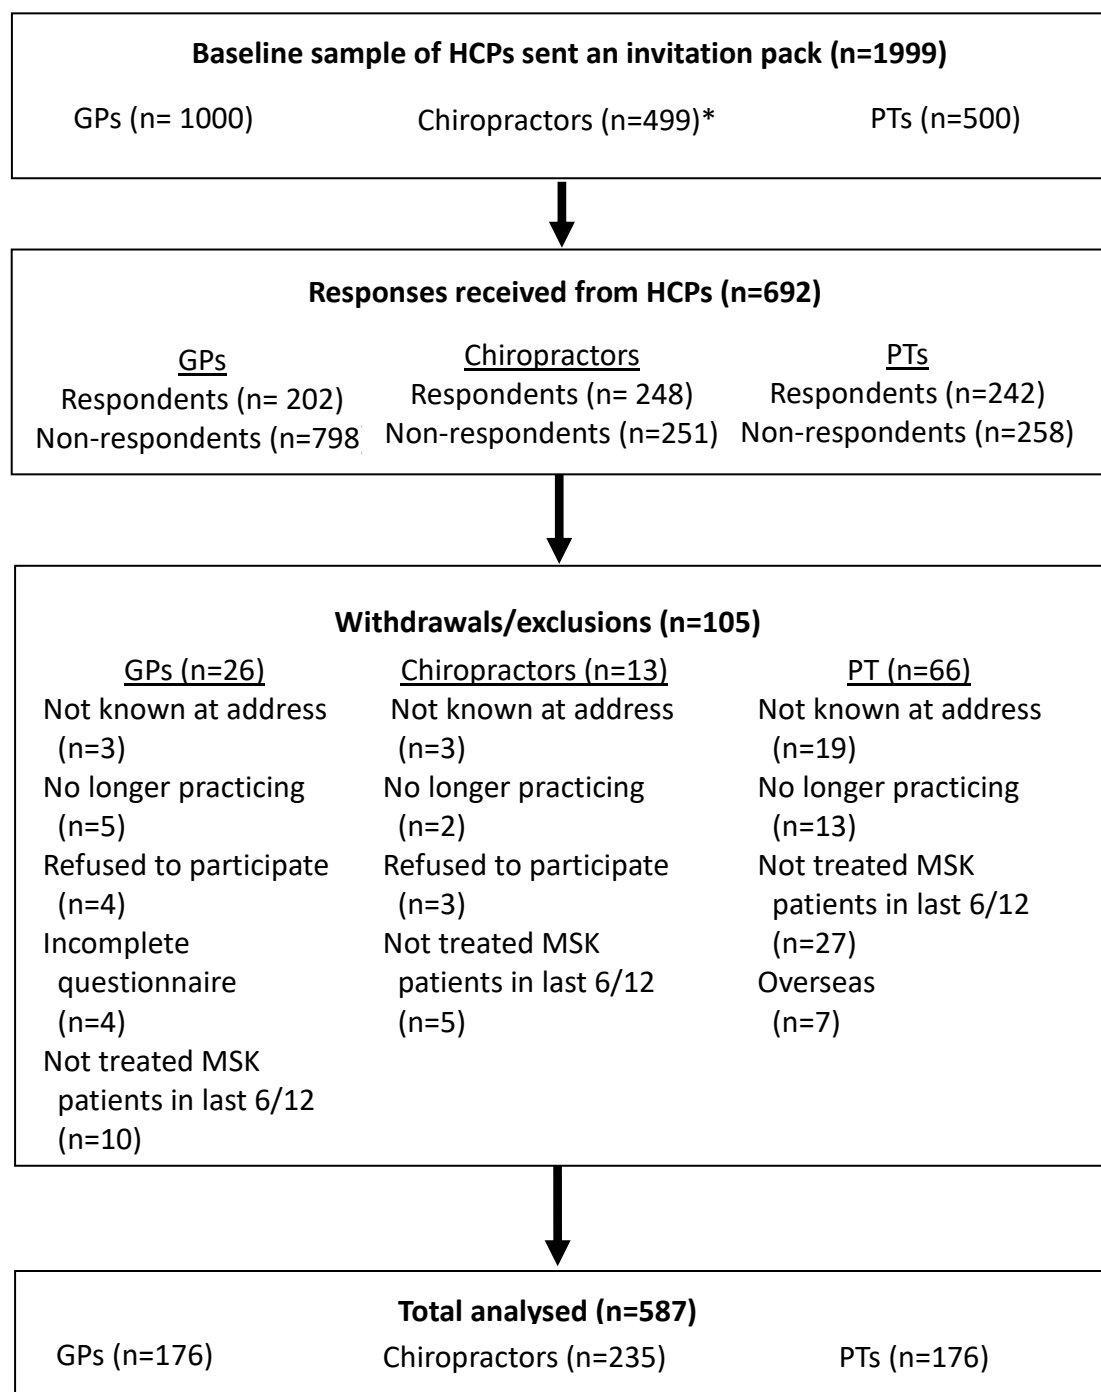 Baseline sample of HCPs sent an invitation pack (n=1999)
GPs (n= 1000)
Chiropractors (n=499)*
PTs (n=500)
Responses received from HCPs (n=692)
GPs
Respondents (n= 202)
Non-respondents (n=798)
Chiropractors
Respondents (n= 248)
Non-respondents (n=251)
PTs
Respondents (n=242)
Non-respondents (n=258)
Withdrawals/exclusions (n=105)
GPs (n=26)
Not known at address
(n=3)
No longer practicing
(n=5)
Refused to participate
(n=4)
Incomplete
questionnaire
(n=4)
Not treated MSK
patients in last 6/12
(n=10)
Chiropractors (n=13)
Not known at address
(n=3)
No longer practicing
(n=2)
Refused to participate
(n=3)
Not treated MSK
patients in last 6/12
(n=5)
PT (n=66)
Not known at address
(n=19)
No longer practicing
(n=13)
Not treated MSK
patients in last 6/12
(n=27)
Overseas
(n=7)
Total analysed (n=587)
GPs (n=176)
Chiropractors (n=235)
PTs (n=176)